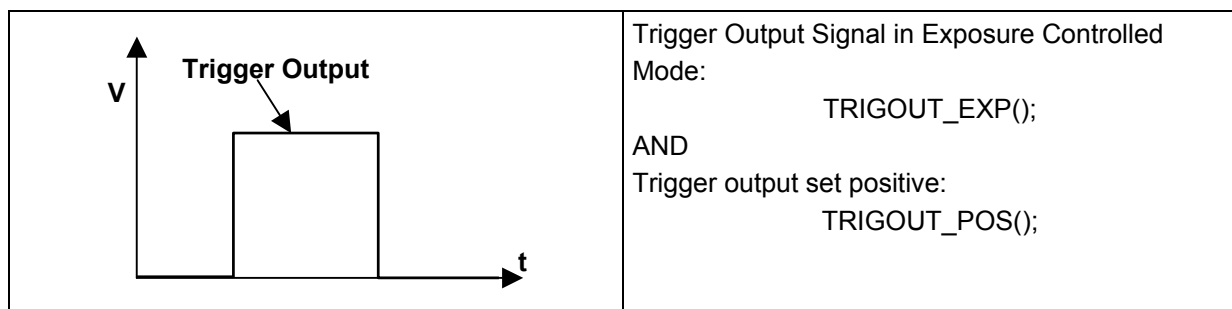 Trigger Output
V
t
Trigger Output Signal in Exposure Controlled
Mode:
TRIGOUT_EXP();
AND
Trigger output set positive:
TRIGOUT_POS();